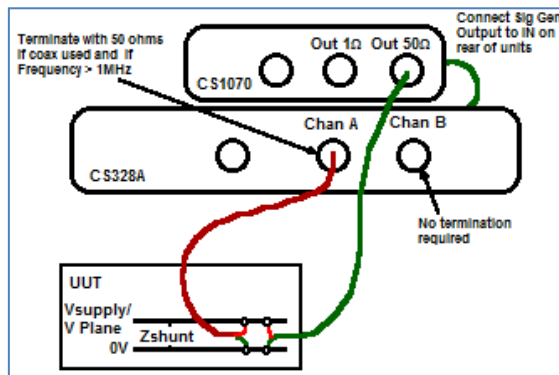 Terminate with 50 ohms
if coax used and if
Frequency > 1MHz
Out 1Ω Out 50Ω
CS1070
Connect Sig Gen
Output to IN on
rear of units
Chan A Chan B
CS328A
No termination
required
UUT
Vsupply/
V Plane
Zshunt
0V